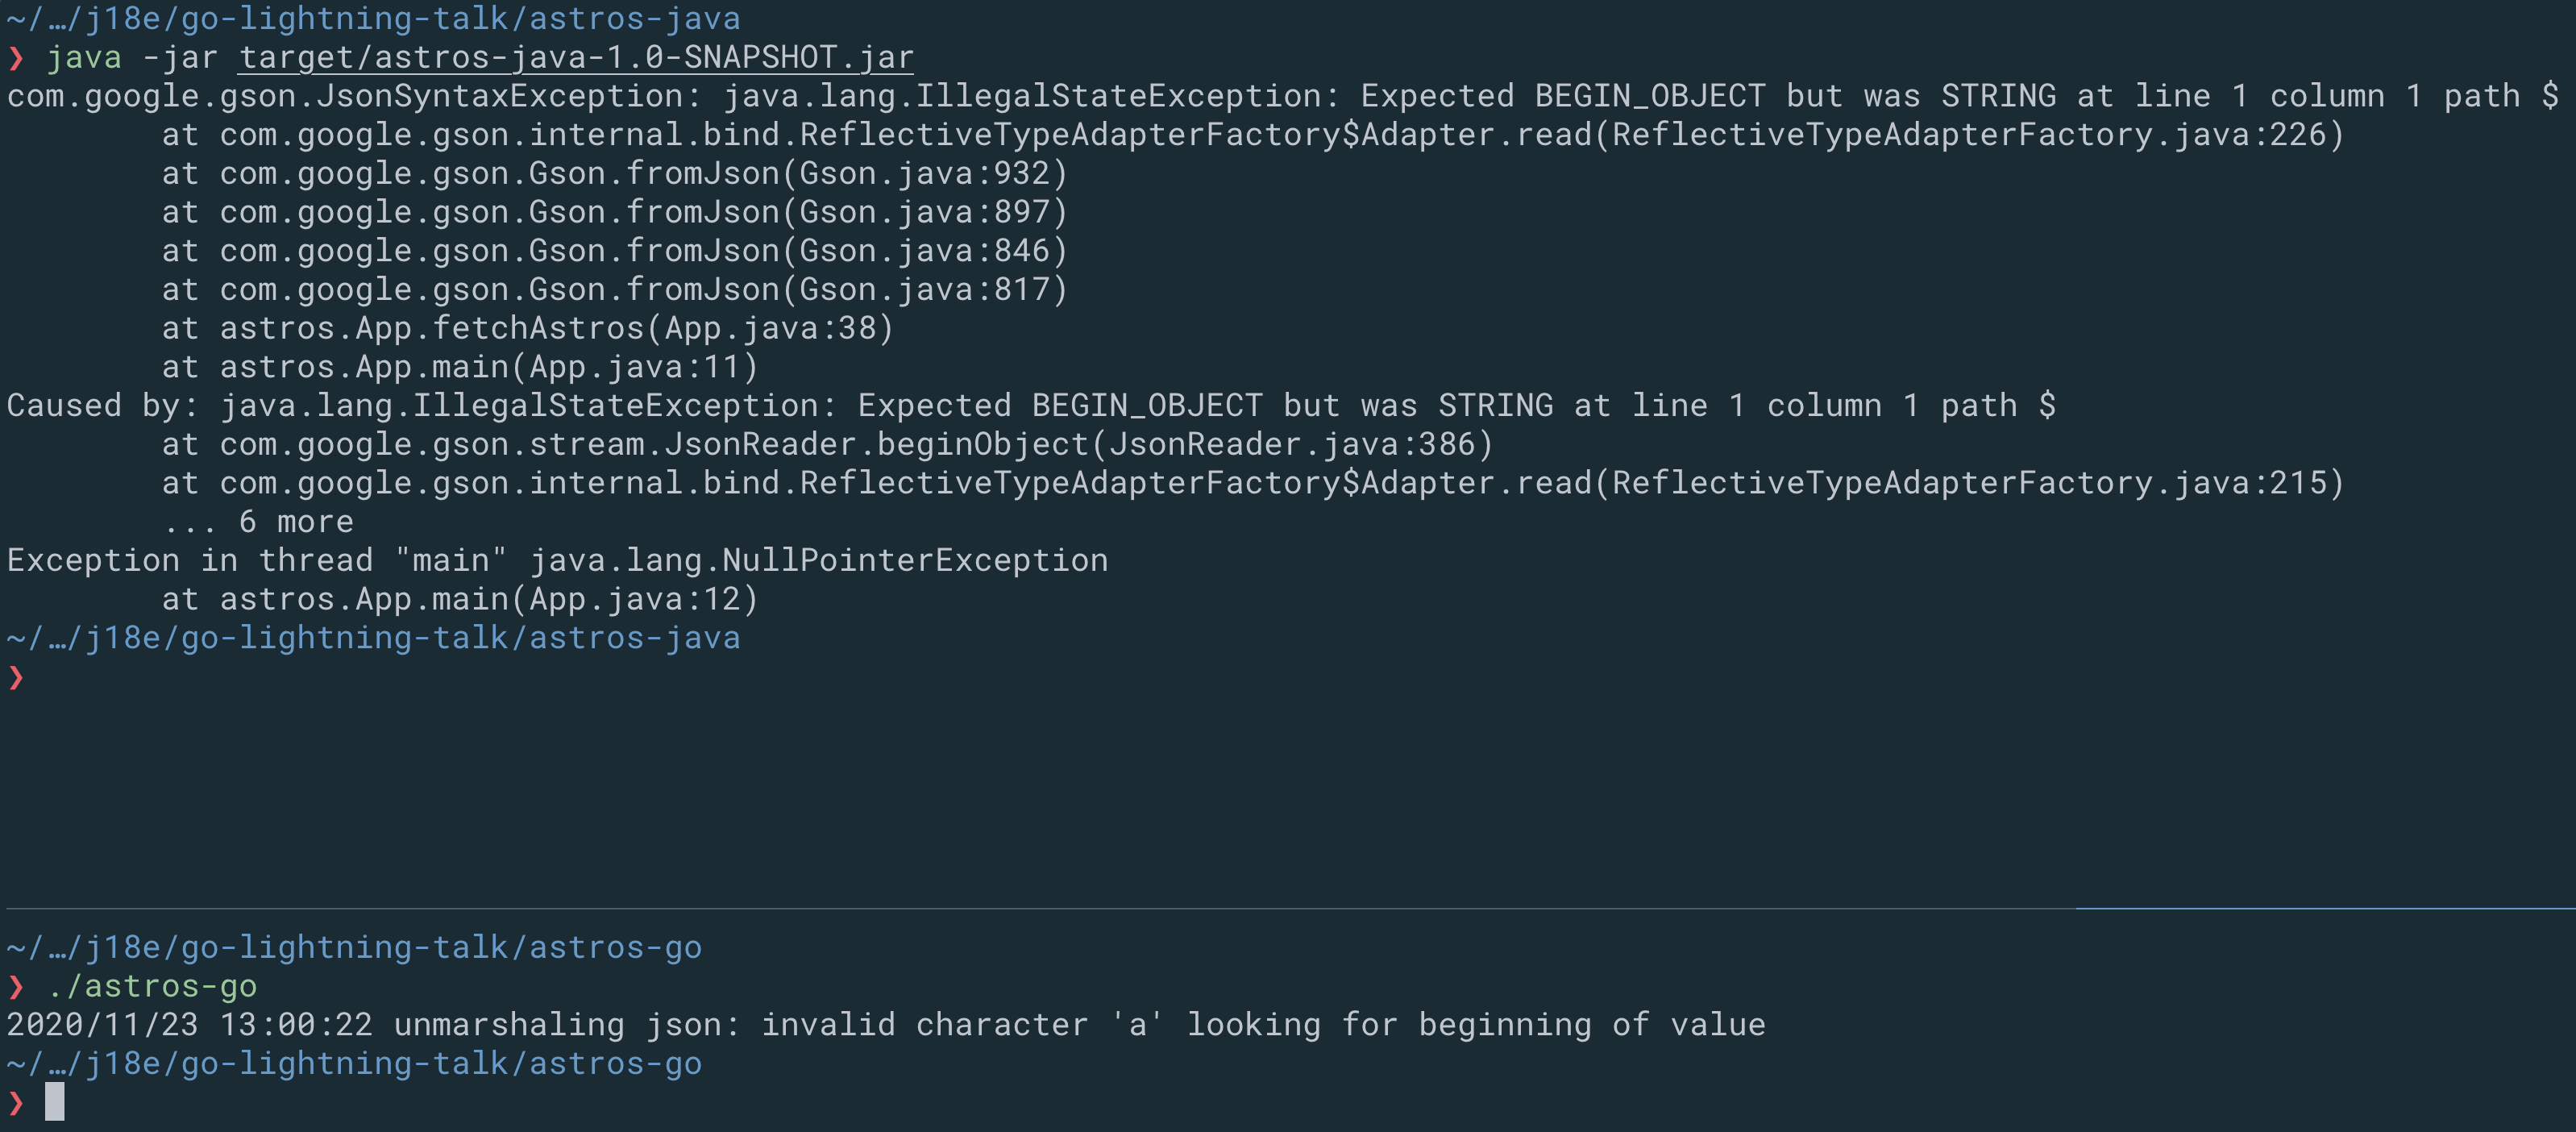 ~/…/j18e/go-lightning-talk/astros-java
❯ java -jar target/astros-java-1.0-SNAPSHOT.jar
com.google.gson.JsonSyntaxException: java.lang.IllegalStateException: Expected BEGIN_OBJECT but was STRING at line 1 column 1 path $
        at com.google.gson.internal.bind.ReflectiveTypeAdapterFactory$Adapter.read(ReflectiveTypeAdapterFactory.java:226)
        at com.google.gson.Gson.fromJson(Gson.java:932)
        at com.google.gson.Gson.fromJson(Gson.java:897)
        at com.google.gson.Gson.fromJson(Gson.java:846)
        at com.google.gson.Gson.fromJson(Gson.java:817)
        at astros.App.fetchAstros(App.java:38)
        at astros.App.main(App.java:11)
Caused by: java.lang.IllegalStateException: Expected BEGIN_OBJECT but was STRING at line 1 column 1 path $
        at com.google.gson.stream.JsonReader.beginObject(JsonReader.java:386)
        at com.google.gson.internal.bind.ReflectiveTypeAdapterFactory$Adapter.read(ReflectiveTypeAdapterFactory.java:215)
        ... 6 more
Exception in thread "main" java.lang.NullPointerException
        at astros.App.main(App.java:12)
~/…/j18e/go-lightning-talk/astros-java
❯
~/…/j18e/go-lightning-talk/astros-go
❯ ./astros-go
2020/11/23 13:00:22 unmarshaling json: invalid character 'a' looking for beginning of value
~/…/j18e/go-lightning-talk/astros-go
❯